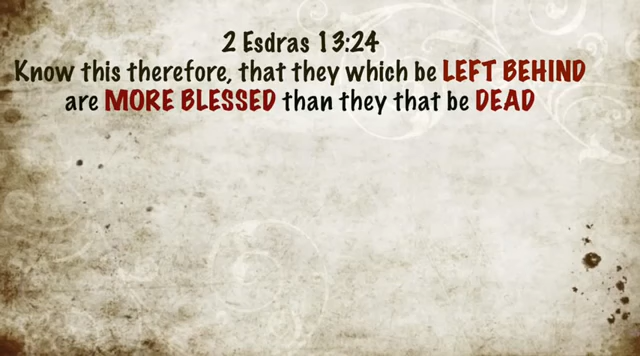 2 Esdras 13:24
Know this therefore, that they which be LEFT BEHIND
are MORE BLESSED than they that be DEAD